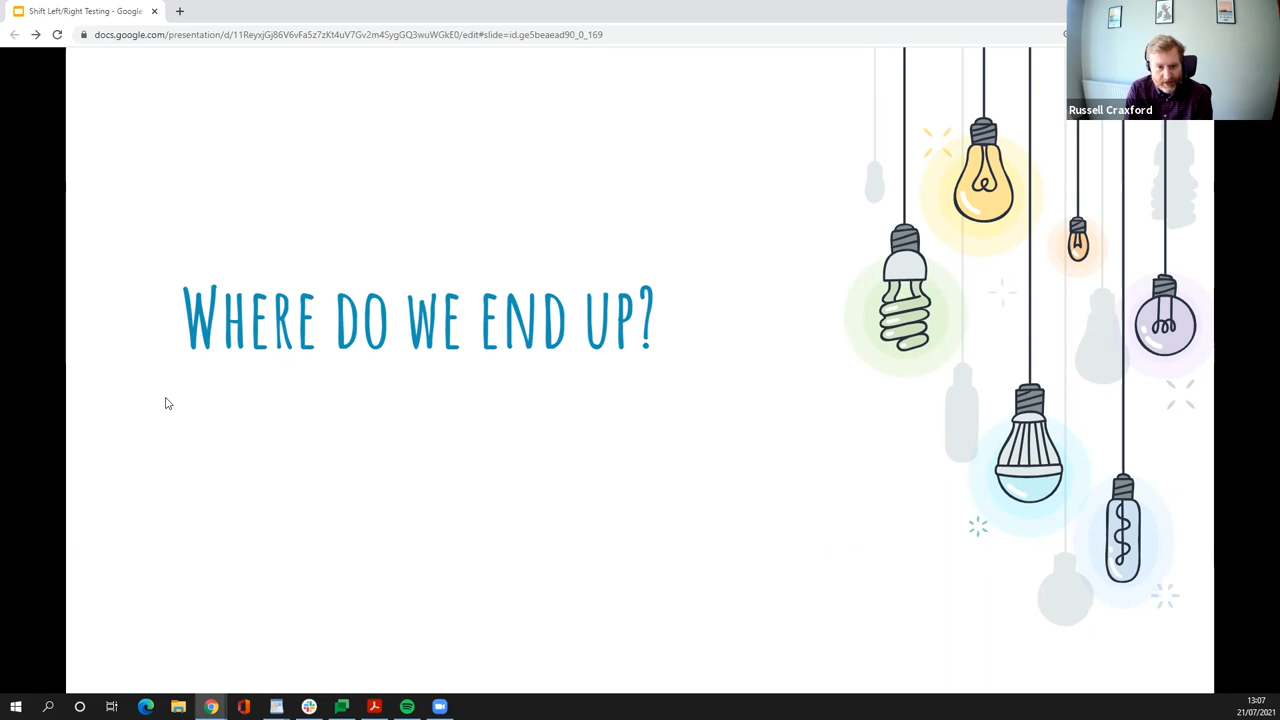 Shift Left/Right Testing - Google
docs.google.com/presentation/d/11ReyxjGj86V6vFa5z7zKt4uV7Gv2m4SygGQ3wuWGkE0/edit#slide=id.ge5beaead90_0_169
Russell Craxford
Where do we end up?
13:07
21/07/2021